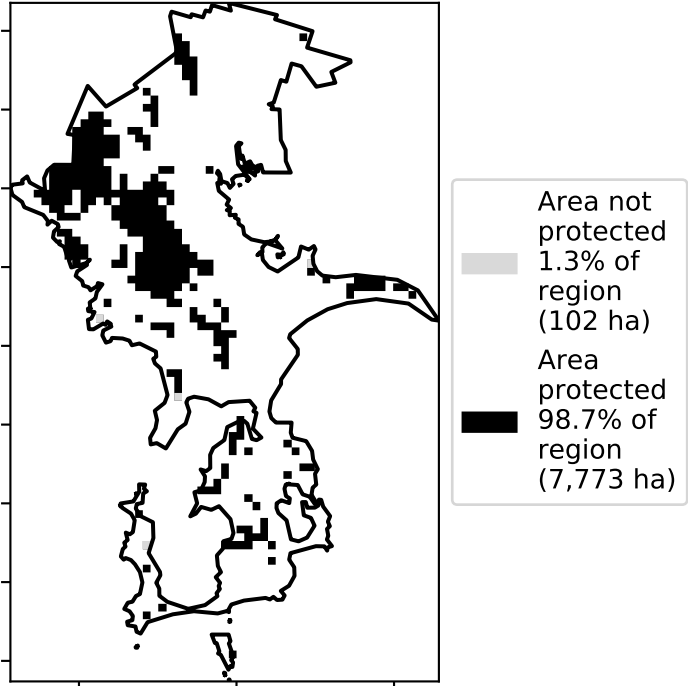 Area not
protected
1.3% of
region
(102 ha)
Area
protected
98.7% of
region
(7,773 ha)